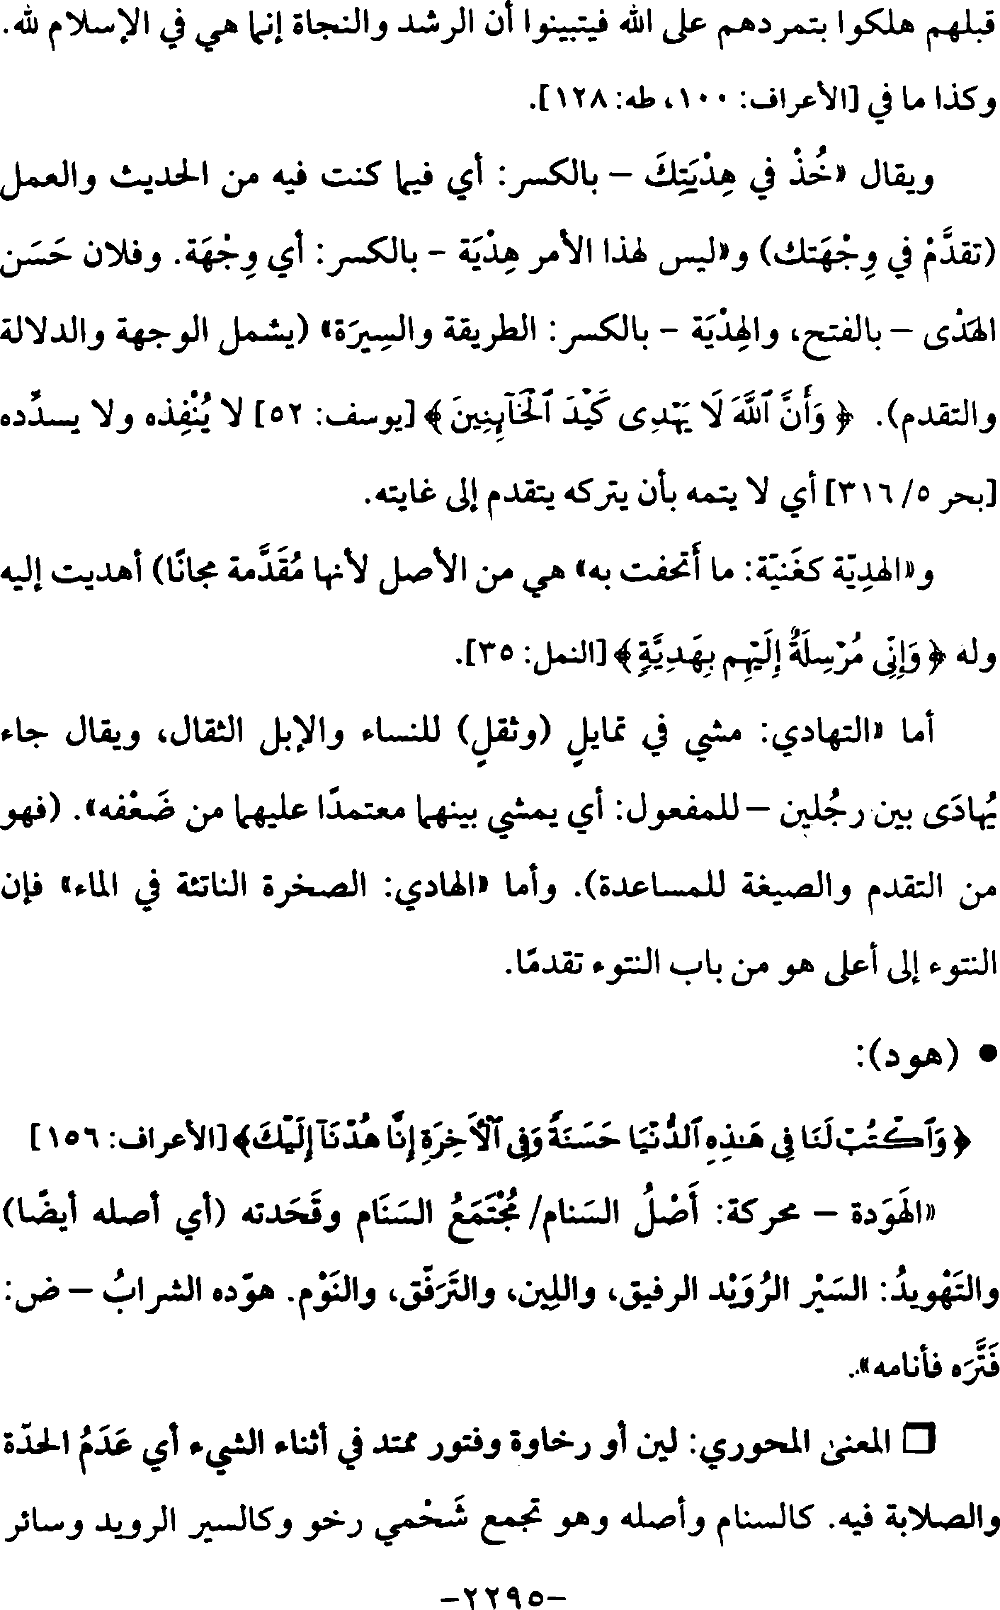 قبلهم هلكوا بتمردهم على الله فيتبينوا أن الرشد والنجاة إنما هي في الإسلام لله.
وكذا ما في [الأعراف: ١٠٠، طه: ١٢٨].
ويقال «خُذْ في هِدْيَتِكَ – بالكسر: أي فيما كنت فيه من الحديث والعمل
(تقدَّمْ في وِجْهَتك) و«ليس لهذا الأمر هِدْيَة – بالكسر: أي وِجْهَة. وفلان حَسَن
الهَدْى – بالفتح، والهِدْيَة – بالكسر: الطريقة والسِيرَة» (يشمل الوجهة والدلالة
والتقدم). ﴿ وَأَنَّ ٱللَّهَ لَا يَهْدِى كَيْدَ ٱلْخَآئِنِينَ ﴾ [يوسف: ٥٢] لا يُنْفِذه ولا يسدِّده
[بحر ٥/ ٣١٦] أي لا يتمه بأن يتركه يتقدم إلى غايته.
و«الهدِيّة كغَنيّة: ما أَتحفت به» هي من الأصل لأنها مُقَدَّمة مجانًا) أهديت إليه
وله ﴿ وَإِنِّى مُرْسِلَةٌ إِلَيْهِم بِهَدِيَّةٍ ﴾ [النمل: ٣٥].
أما «التهادي: مشي في تمايلٍ (وثقلٍ) للنساء والإبل الثقال، ويقال جاء
يُهادَى بين رجُلين – للمفعول: أي يمشي بينهما معتمدًا عليهما من ضَعْفه». (فهو
من التقدم والصيغة للمساعدة). وأما «الهادي: الصخرة الناتئة في الماء» فإن
النتوء إلى أعلى هو من باب النتوء تقدمًا.
• (هود):
﴿ وَٱكْتُبْ لَنَا فِى هَٰذِهِ ٱلدُّنْيَا حَسَنَةً وَفِى ٱلْأَخِرَةِ إِنَّا هُدْنَآ إِلَيْكَ﴾ [الأعراف: ١٥٦]
«الهَوَدة – محركة: أَصْلُ السَنام/ مُجْتَمَعُ السَنَام وقَحَدته (أي أصله أيضًا)
والتَهْويدُ: السَيْر الرُوَيْد الرفيق، واللِين، والتَرَفّق، والنَوْم. هوّده الشرابُ – ض:
فَتَّرَه فأنامه».
□ المعنى المحوري: لين أو رخاوة وفتور ممتد في أثناء الشيء أي عَدَمُ الحدّة
والصلابة فيه. كالسنام وأصله وهو تجمع شَحْمي رخو وكالسير الرويد وسائر
-٢٢٩٥-